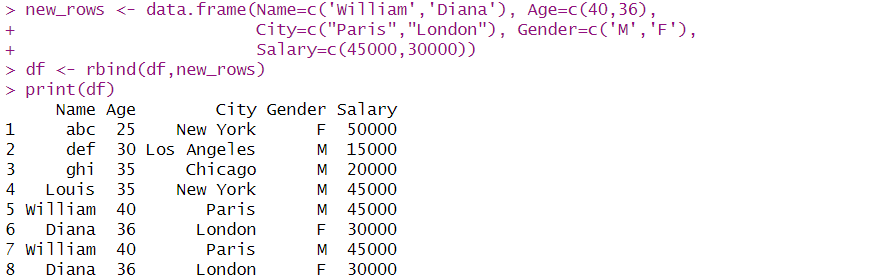 > new_rows <- data.frame(Name=c('William','Diana'), Age=c(40,36),
+                        City=c("Paris","London"), Gender=c('M','F'),
+                        Salary=c(45000,30000))
> df <- rbind(df,new_rows)
> print(df)
     Name Age        City Gender Salary
1     abc  25    New York      F  50000
2     def  30 Los Angeles      M  15000
3     ghi  35     Chicago      M  20000
4   Louis  35    New York      M  45000
5 William  40       Paris      M  45000
6   Diana  36      London      F  30000
7 William  40       Paris      M  45000
8   Diana  36      London      F  30000